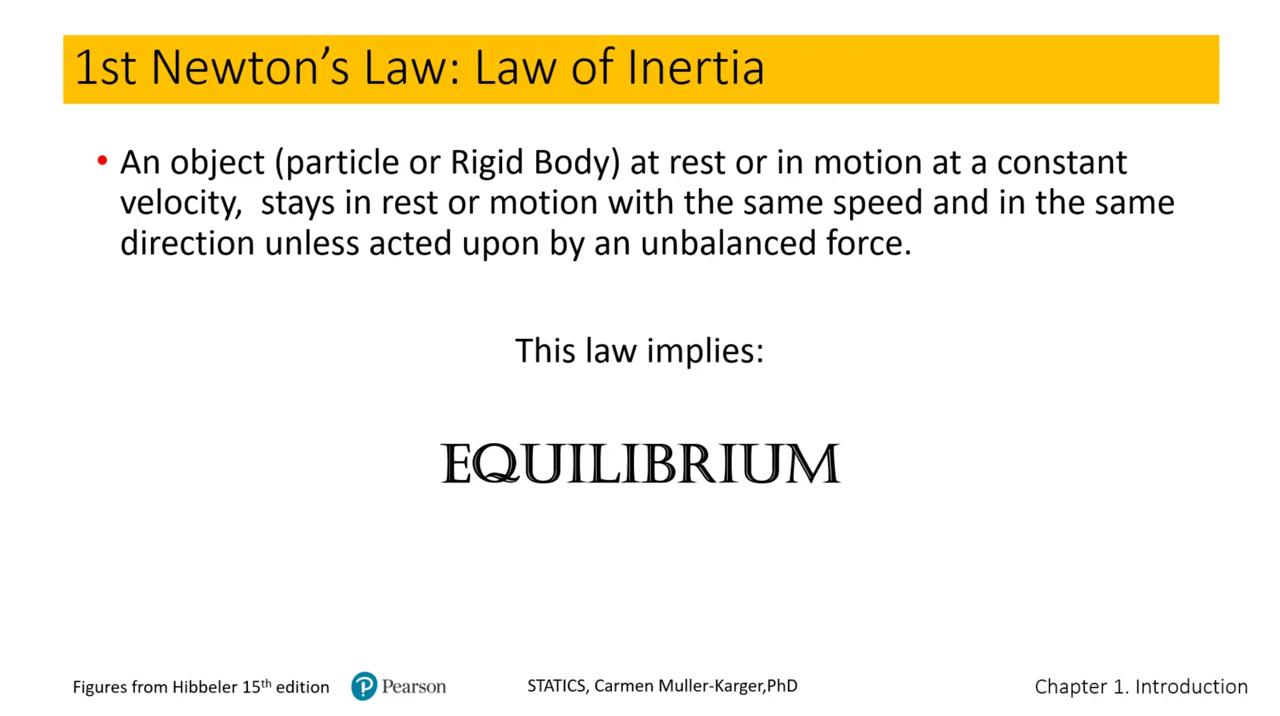 1st Newton’s Law: Law of Inertia
• An object (particle or Rigid Body) at rest or in motion at a constant
velocity,  stays in rest or motion with the same speed and in the same
direction unless acted upon by an unbalanced force.
This law implies:
EQUILIBRIUM
Figures from Hibbeler 15th edition
Pearson
STATICS, Carmen Muller-Karger,PhD
Chapter 1. Introduction